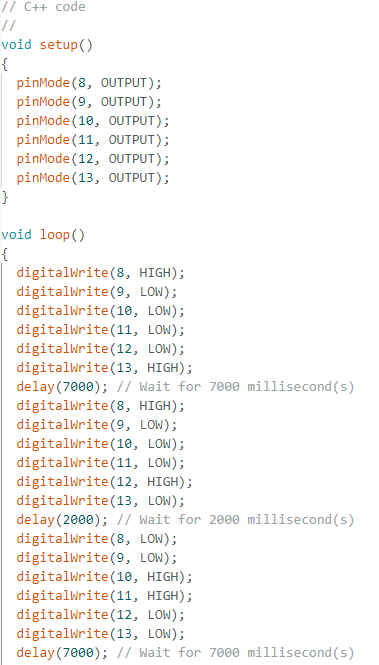 // C++ code
//
void setup()
{
  pinMode(8, OUTPUT);
  pinMode(9, OUTPUT);
  pinMode(10, OUTPUT);
  pinMode(11, OUTPUT);
  pinMode(12, OUTPUT);
  pinMode(13, OUTPUT);
}

void loop()
{
  digitalWrite(8, HIGH);
  digitalWrite(9, LOW);
  digitalWrite(10, LOW);
  digitalWrite(11, LOW);
  digitalWrite(12, LOW);
  digitalWrite(13, HIGH);
  delay(7000); // Wait for 7000 millisecond(s)
  digitalWrite(8, HIGH);
  digitalWrite(9, LOW);
  digitalWrite(10, LOW);
  digitalWrite(11, LOW);
  digitalWrite(12, HIGH);
  digitalWrite(13, LOW);
  delay(2000); // Wait for 2000 millisecond(s)
  digitalWrite(8, LOW);
  digitalWrite(9, LOW);
  digitalWrite(10, HIGH);
  digitalWrite(11, HIGH);
  digitalWrite(12, LOW);
  digitalWrite(13, LOW);
  delay(7000); // Wait for 7000 millisecond(s)